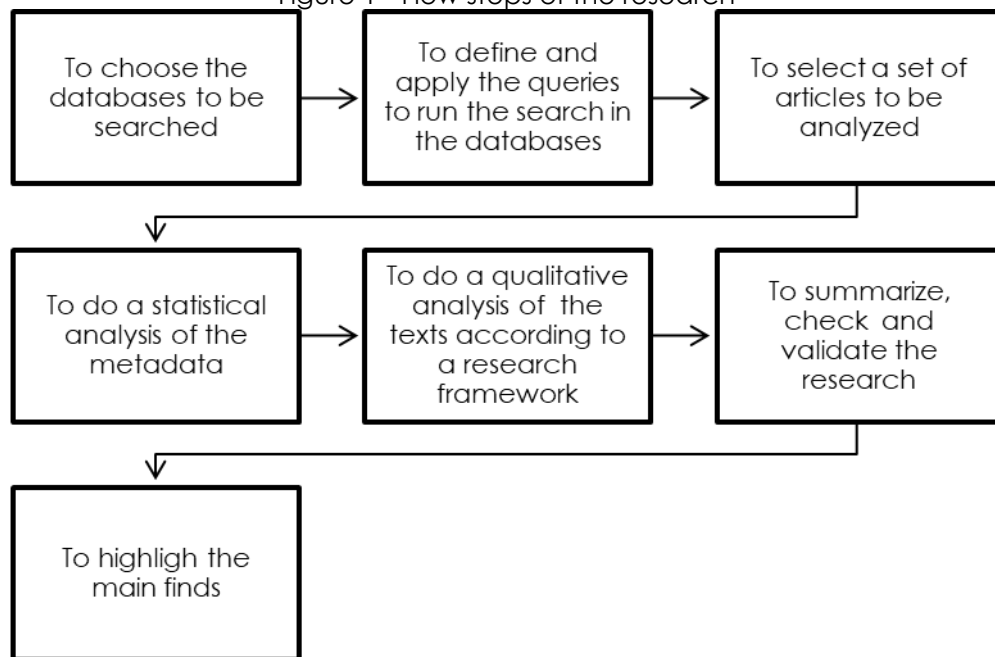 To choose the
databases to be
searched
To define and
apply the queries
to run the search in
the databases
To select a set of
articles to be
analyzed
To do a statistical
analysis of the
metadata
To do a qualitative
analysis of the
texts according to
a research
framework
To summarize,
check and
validate the
research
To highligh the
main finds